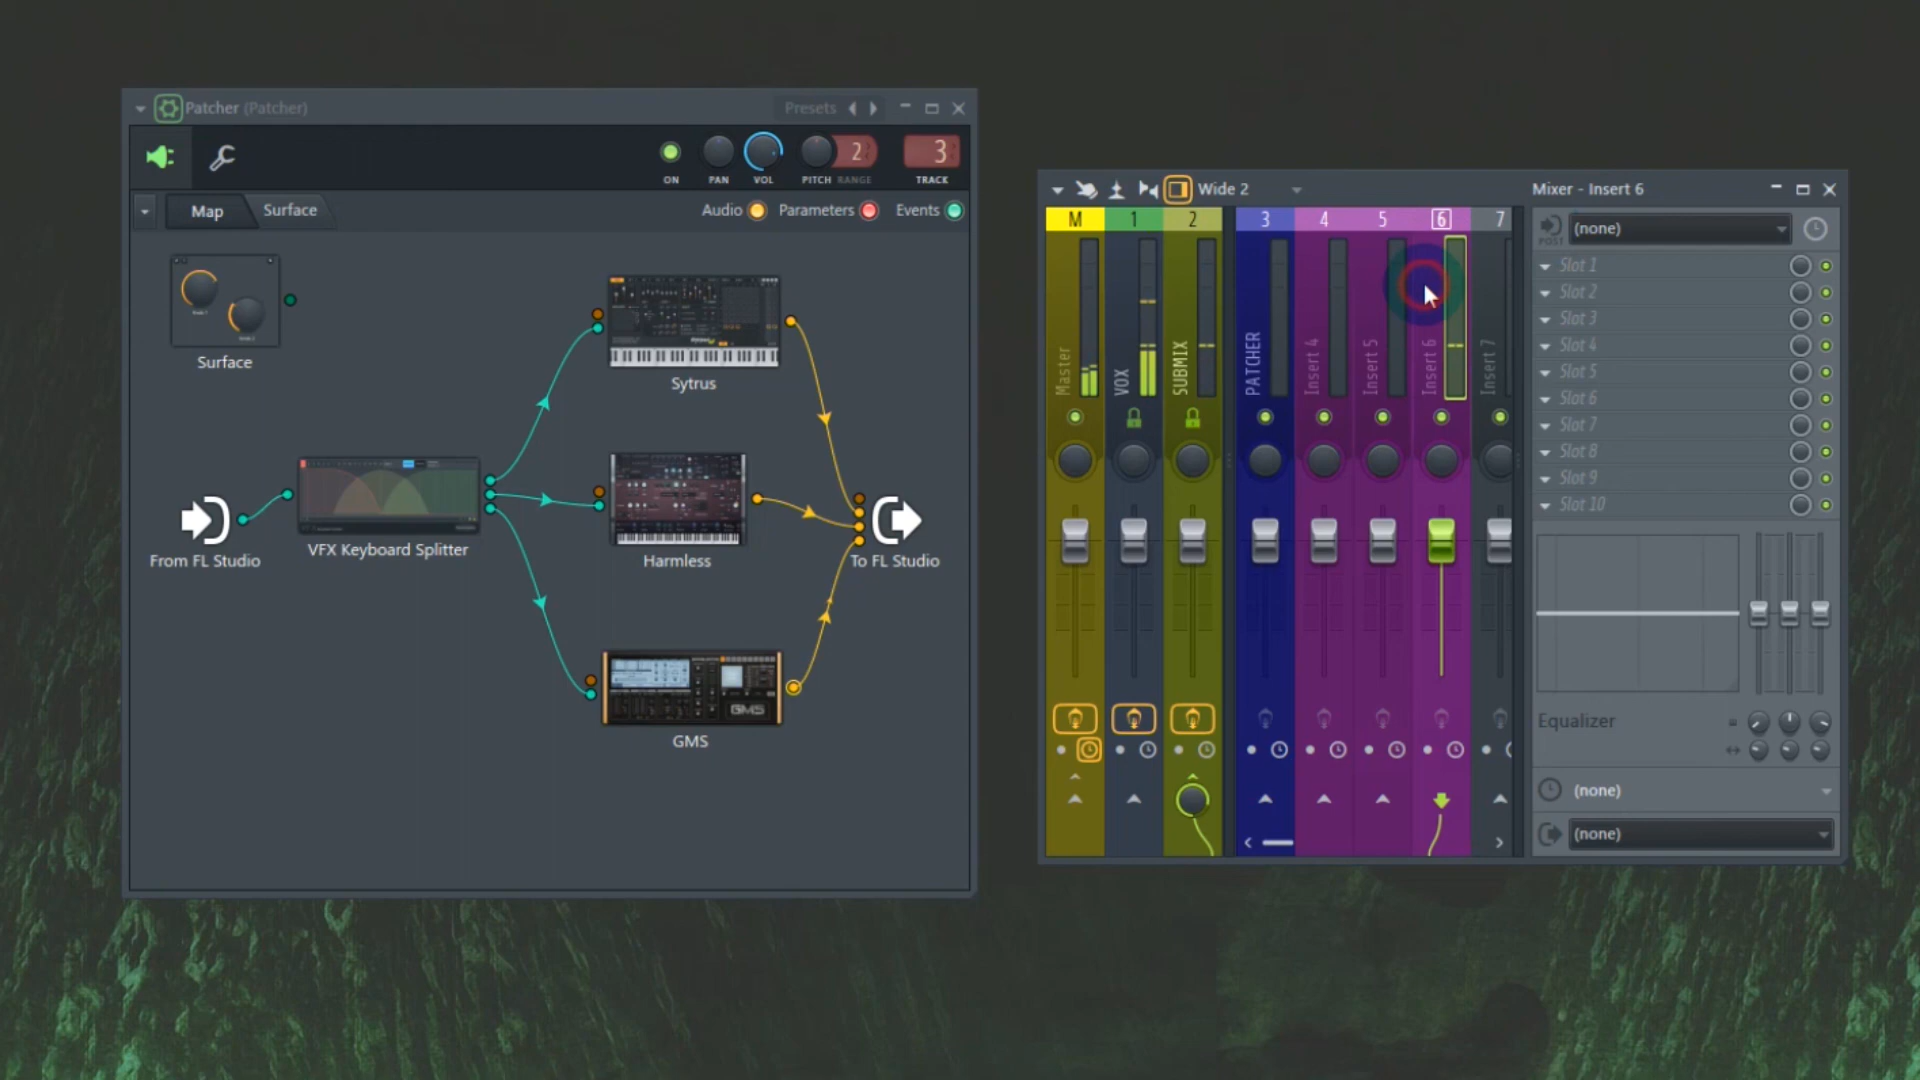 Patcher (Patcher)
Presets
2
3
ON
PAN
VOL
PITCH RANGE
TRACK
Map
Surface
Audio
Parameters
Events
Surface
Sytrus
From FL Studio
VFX Keyboard Splitter
Harmless
To FL Studio
GMS
GMS
Wide 2
Mixer - Insert 6
M
1
2
3
4
5
6
7
Master
VOX
SUBMIX
PATCHER
Insert 4
Insert 5
Insert 6
Insert 7
POST
(none)
Slot 1
Slot 2
Slot 3
Slot 4
Slot 5
Slot 6
Slot 7
Slot 8
Slot 9
Slot 10
Equalizer
(none)
(none)